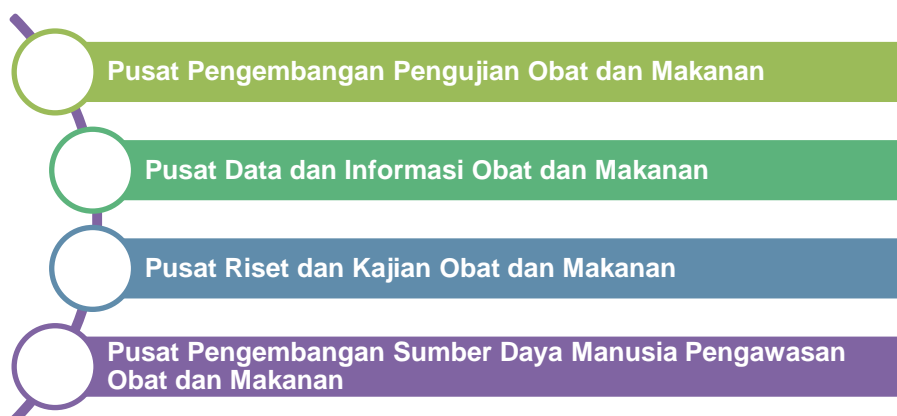 Pusat Pengembangan Pengujian Obat dan Makanan
Pusat Data dan Informasi Obat dan Makanan
Pusat Riset dan Kajian Obat dan Makanan
Pusat Pengembangan Sumber Daya Manusia Pengawasan
Obat dan Makanan